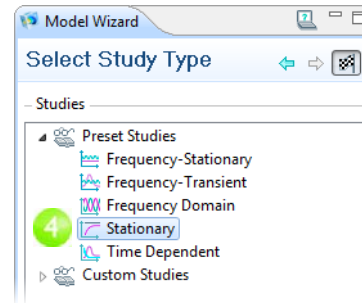 Model Wizard
Select Study Type
Studies
Preset Studies
Frequency-Stationary
Frequency-Transient
Frequency Domain
4
Stationary
Time Dependent
Custom Studies